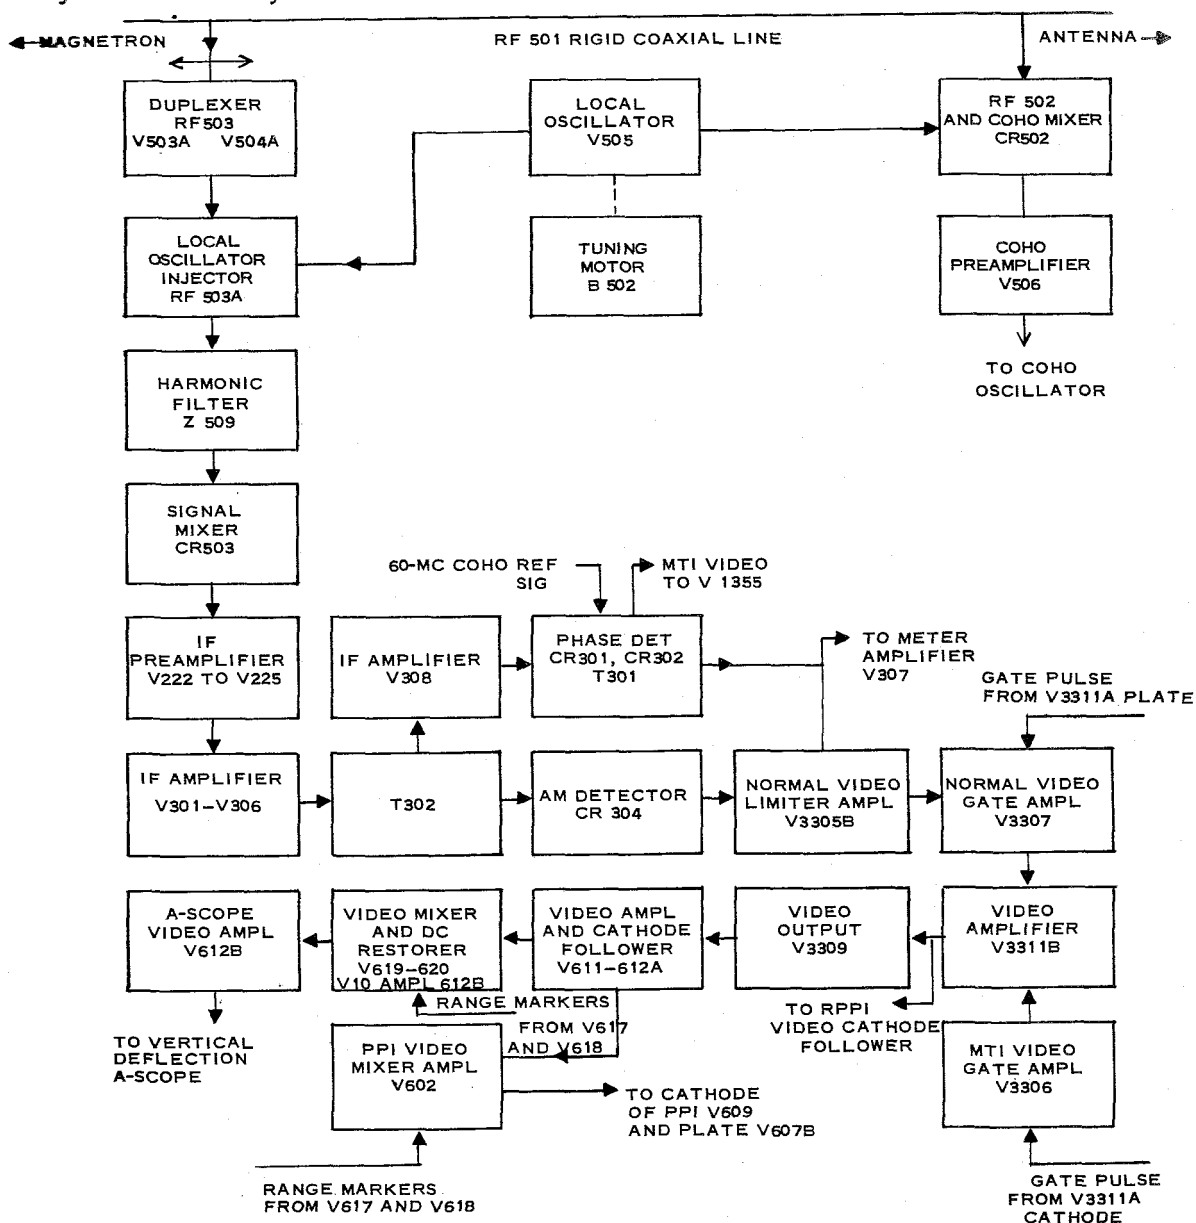 MAGNETRON
RF 501 RIGID COAXIAL LINE
ANTENNA
DUPLEXER
RF503
V503A V504A
LOCAL
OSCILLATOR
V505
RF 502
AND COHO MIXER
CR502
LOCAL
OSCILLATOR
INJECTOR
RF 503A
TUNING
MOTOR
B 502
COHO
PREAMPLIFIER
V506
TO COHO
OSCILLATOR
HARMONIC
FILTER
Z 509
SIGNAL
MIXER
CR503
60-MC COHO REF
SIG
MTI VIDEO
TO V 1355
IF
PREAMPLIFIER
V222 TO V225
IF AMPLIFIER
V308
PHASE DET
CR301, CR302
T301
TO METER
AMPLIFIER
V307
GATE PULSE
FROM V3311A PLATE
IF AMPLIFIER
V301-V306
T302
AM DETECTOR
CR 304
NORMAL VIDEO
LIMITER AMPL
V3305B
NORMAL VIDEO
GATE AMPL
V3307
A-SCOPE
VIDEO AMPL
V612B
VIDEO MIXER
AND DC
RESTORER
V619-620
V10 AMPL 612B
VIDEO AMPL
AND CATHODE
FOLLOWER
V611-612A
VIDEO
OUTPUT
V3309
VIDEO
AMPLIFIER
V3311B
RANGE MARKERS
FROM V617
AND V618
TO RPPI
VIDEO CATHODE
FOLLOWER
TO VERTICAL
DEFLECTION
A-SCOPE
PPI VIDEO
MIXER AMPL
V602
MTI VIDEO
GATE AMPL
V3306
TO CATHODE
OF PPI V609
AND PLATE V607B
RANGE MARKERS
FROM V617 AND V618
GATE PULSE
FROM V3311A
CATHODE